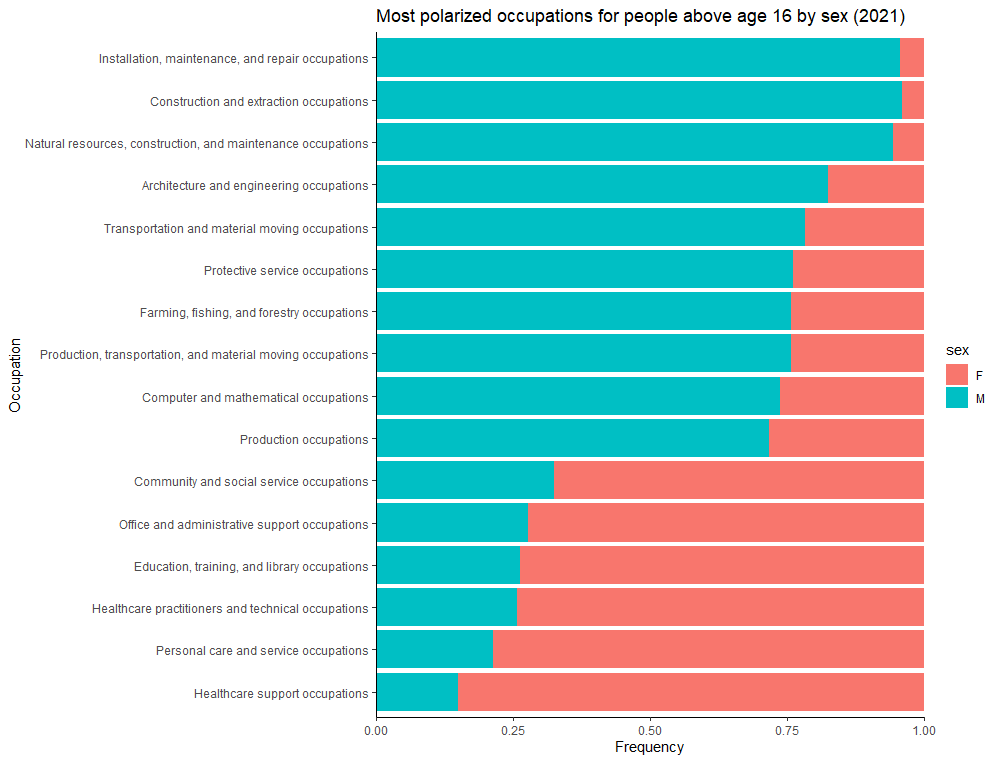 Most polarized occupations for people above age 16 by sex (2021)
Installation, maintenance, and repair occupations
Construction and extraction occupations
Natural resources, construction, and maintenance occupations
Architecture and engineering occupations
Transportation and material moving occupations
Protective service occupations
Farming, fishing, and forestry occupations
Production, transportation, and material moving occupations
Computer and mathematical occupations
Production occupations
Community and social service occupations
Office and administrative support occupations
Education, training, and library occupations
Healthcare practitioners and technical occupations
Personal care and service occupations
Healthcare support occupations
Occupation
0.00 0.25 0.50 0.75 1.00
Frequency
sex
F
M